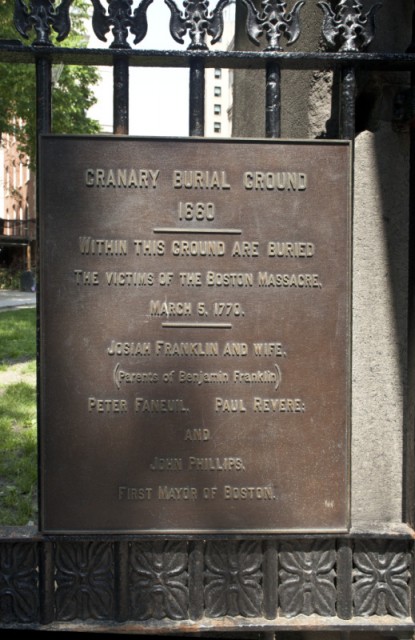 GRANARY BURIAL GROUND
1660
WITHIN THIS GROUND ARE BURIED
THE VICTIMS OF THE BOSTON MASSACRE,
MARCH 5, 1770.
JOSIAH FRANKLIN AND WIFE,
(Parents of Benjamin Franklin)
PETER FANEUIL, PAUL REVERE;
AND
JOHN PHILLIPS,
FIRST MAYOR OF BOSTON.